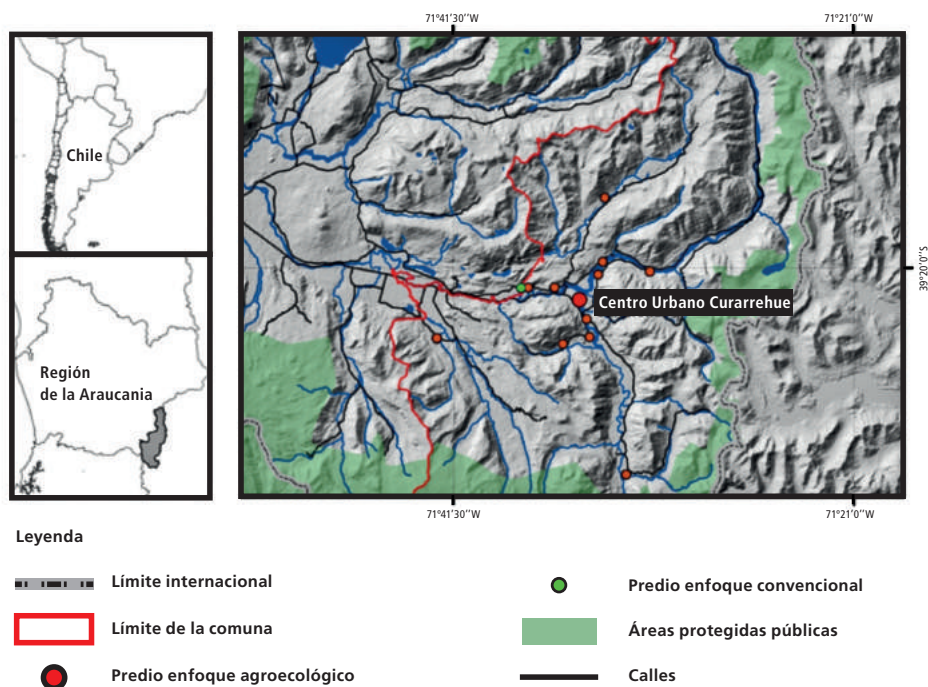 71°41'30''W
71°21'0''W
Chile
Región
de la Araucania
N
39°20'0''S
Centro Urbano Curarrehue
71°41'30''W
71°21'0''W
Leyenda
Límite internacional
Límite de la comuna
Predio enfoque agroecológico
Predio enfoque convencional
Áreas protegidas públicas
Calles